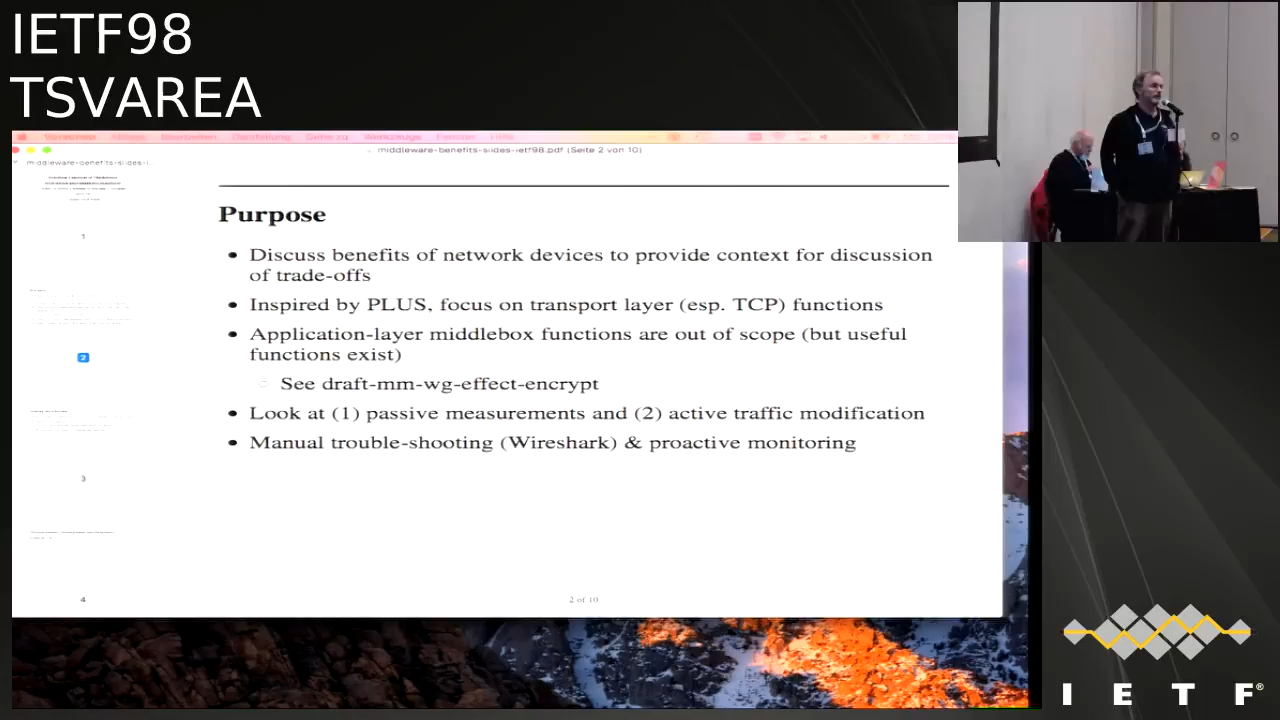 IETF98
TSVAREA
middleware-benefits-slides-ietf98.pdf (Seite 2 von 10)
Purpose
• Discuss benefits of network devices to provide context for discussion
of trade-offs
• Inspired by PLUS, focus on transport layer (esp. TCP) functions
• Application-layer middlebox functions are out of scope (but useful
functions exist)
○ See draft-mm-wg-effect-encrypt
• Look at (1) passive measurements and (2) active traffic modification
• Manual trouble-shooting (Wireshark) & proactive monitoring
2 of 10
1
2
3
4
I E T F®